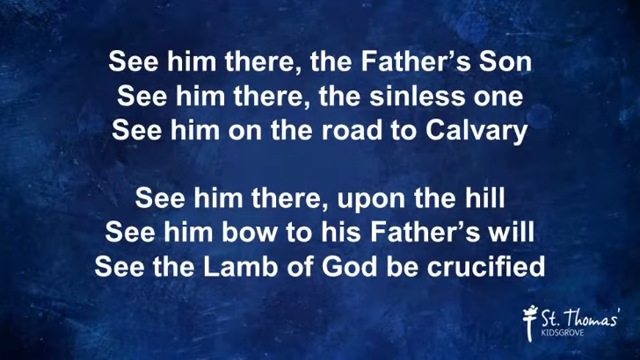 See him there, the Father’s Son
See him there, the sinless one
See him on the road to Calvary
See him there, upon the hill
See him bow to his Father’s will
See the Lamb of God be crucified
St. Thomas'
KIDSGROVE